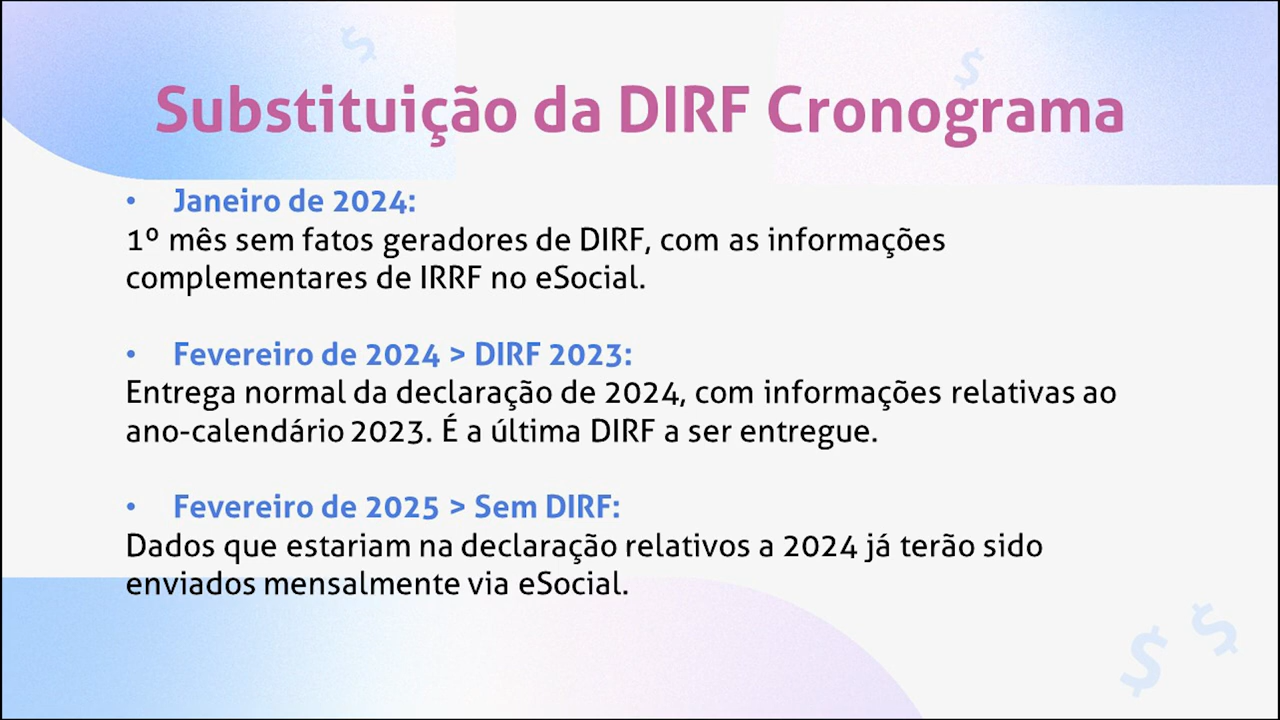 Substituição da DIRF Cronograma
• Janeiro de 2024:
1º mês sem fatos geradores de DIRF, com as informações
complementares de IRRF no eSocial.
• Fevereiro de 2024 > DIRF 2023:
Entrega normal da declaração de 2024, com informações relativas ao
ano-calendário 2023. É a última DIRF a ser entregue.
• Fevereiro de 2025 > Sem DIRF:
Dados que estariam na declaração relativos a 2024 já terão sido
enviados mensalmente via eSocial.